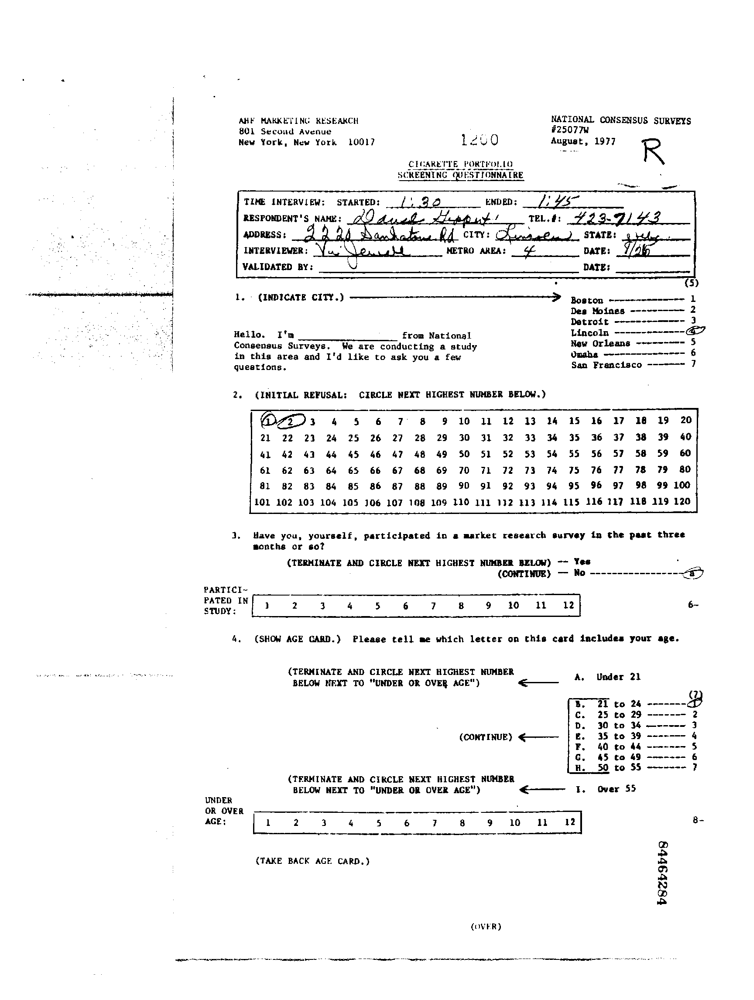 AHF MARKETING RESEARCH
801 Second Avenue
New York, New York 10017
1260
NATIONAL CONSENSUS SURVEYS
#25077W
August, 1977
R
CIGARETTE PORTFOLIO
SCREENING QUESTIONNAIRE
TIME INTERVIEW: STARTED: 1:30 ENDED: 1:45
RESPONDENT'S NAME: TEL.#: 423-7143
ADDRESS: Rd CITY: Lincoln STATE:
INTERVIEWER: METRO AREA: 4 DATE: 9/26
VALIDATED BY: DATE:
(5)
1. (INDICATE CITY.)
Boston ---------- 1
Des Moines ---------- 2
Detroit ---------- 3
Lincoln ---------- 4
New Orleans -------- 5
Omaha ---------- 6
San Francisco ------- 7
Hello. I'm __________ from National
Consensus Surveys. We are conducting a study
in this area and I'd like to ask you a few
questions.
2. (INITIAL REFUSAL: CIRCLE NEXT HIGHEST NUMBER BELOW.)
1 2 3 4 5 6 7 8 9 10 11 12 13 14 15 16 17 18 19 20
21 22 23 24 25 26 27 28 29 30 31 32 33 34 35 36 37 38 39 40
41 42 43 44 45 46 47 48 49 50 51 52 53 54 55 56 57 58 59 60
61 62 63 64 65 66 67 68 69 70 71 72 73 74 75 76 77 78 79 80
81 82 83 84 85 86 87 88 89 90 91 92 93 94 95 96 97 98 99 100
101 102 103 104 105 106 107 108 109 110 111 112 113 114 115 116 117 118 119 120
3. Have you, yourself, participated in a market research survey in the past three
months or so?
(TERMINATE AND CIRCLE NEXT HIGHEST NUMBER BELOW) -- Yes
(CONTINUE) -- No --------------------
PARTICI-
PATED IN
STUDY: 1 2 3 4 5 6 7 8 9 10 11 12 6-
4. (SHOW AGE CARD.) Please tell me which letter on this card includes your age.
(TERMINATE AND CIRCLE NEXT HIGHEST NUMBER
BELOW NEXT TO "UNDER OR OVER AGE")
A. Under 21
(7)
B. 21 to 24 ------- 1
C. 25 to 29 ------- 2
D. 30 to 34 ------- 3
(CONTINUE) E. 35 to 39 ------- 4
F. 40 to 44 ------- 5
G. 45 to 49 ------- 6
H. 50 to 55 ------- 7
(TERMINATE AND CIRCLE NEXT HIGHEST NUMBER
BELOW NEXT TO "UNDER OR OVER AGE")
I. Over 55
UNDER
OR OVER
AGE: 1 2 3 4 5 6 7 8 9 10 11 12 8-
(TAKE BACK AGE CARD.)
84464284
(OVER)